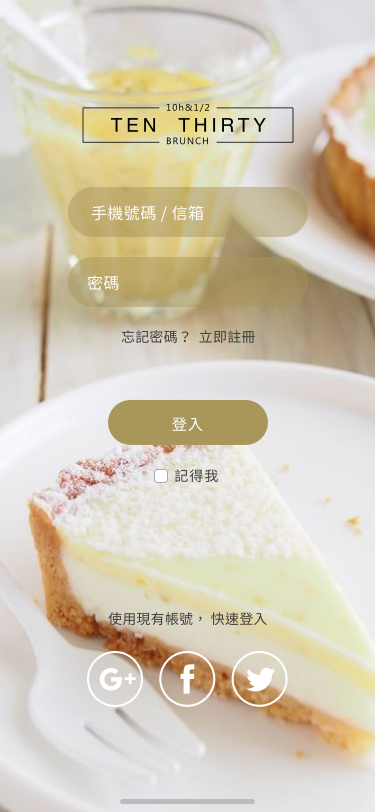 10h&1/2
TEN THIRTY
BRUNCH
手機號碼 / 信箱
密碼
忘記密碼？ 立即註冊
登入
記得我
使用現有帳號， 快速登入
G+ f